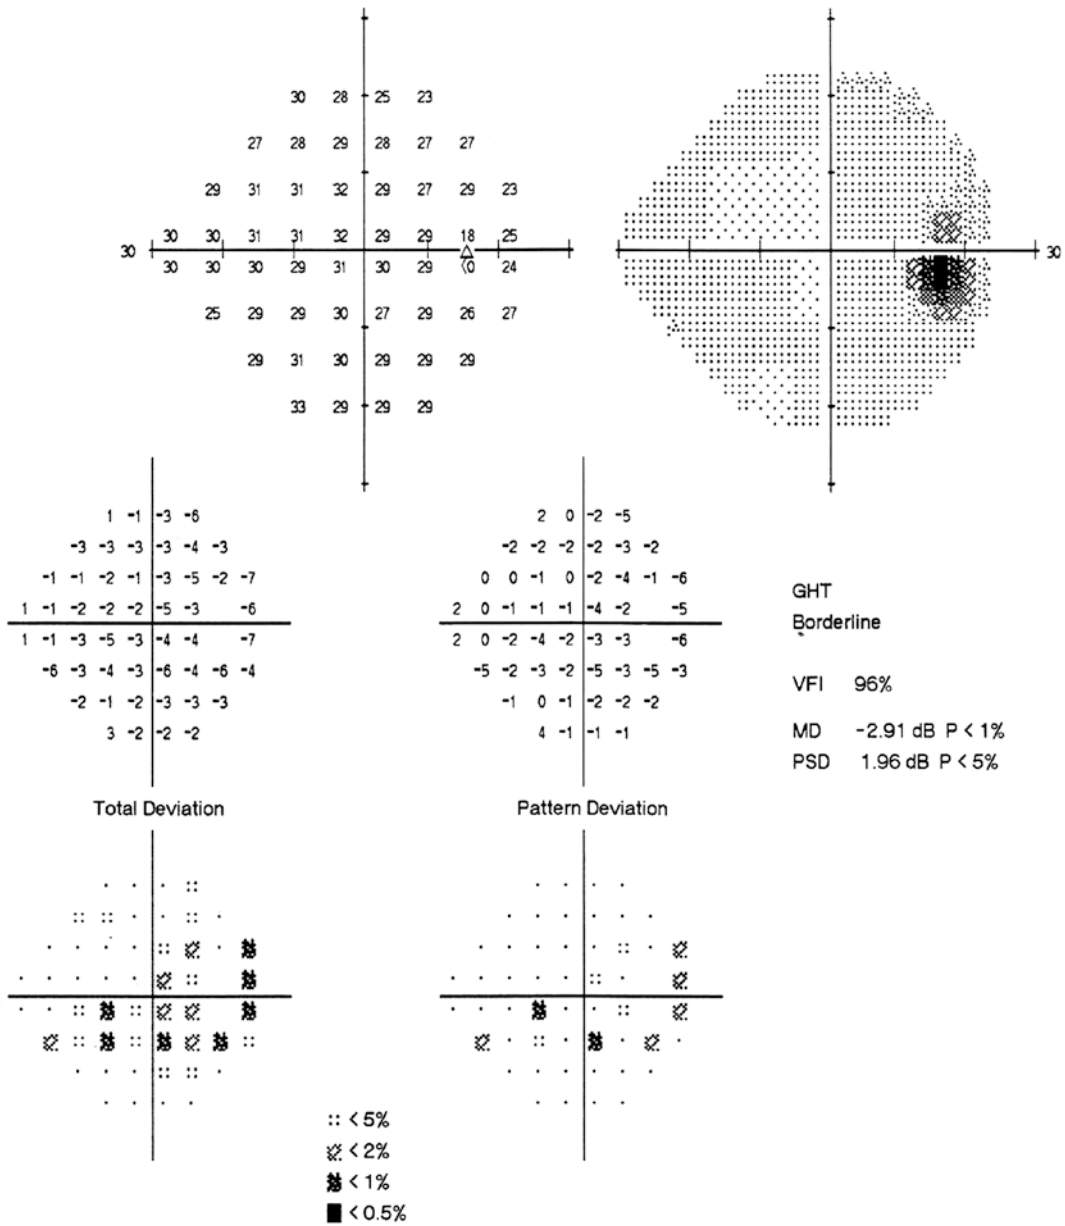 30 28 25 23
27 28 29 28 27 27
29 31 31 32 29 27 29 23
30 30 31 31 32 29 29 18 25
30 30
30 30 30 29 31 30 29 <0 24
25 29 29 30 27 29 26 27
29 31 30 29 29 29
33 29 29 29
1 -1 -3 -6
-3 -3 -3 -3 -4 -3
-1 -1 -2 -1 -3 -5 -2 -7
1 -1 -2 -2 -2 -5 -3 -6
1 -1 -3 -5 -3 -4 -4 -7
-6 -3 -4 -3 -6 -4 -6 -4
-2 -1 -2 -3 -3 -3
3 -2 -2 -2
Total Deviation
2 0 -2 -5
-2 -2 -2 -2 -3 -2
0 0 -1 0 -2 -4 -1 -6
2 0 -1 -1 -1 -4 -2 -5
2 0 -2 -4 -2 -3 -3 -6
-5 -2 -3 -2 -5 -3 -5 -3
-1 0 -1 -2 -2 -2
4 -1 -1 -1
Pattern Deviation
GHT
Borderline
VFI 96%
MD -2.91 dB P < 1%
PSD 1.96 dB P < 5%
< 5%
< 2%
< 1%
< 0.5%